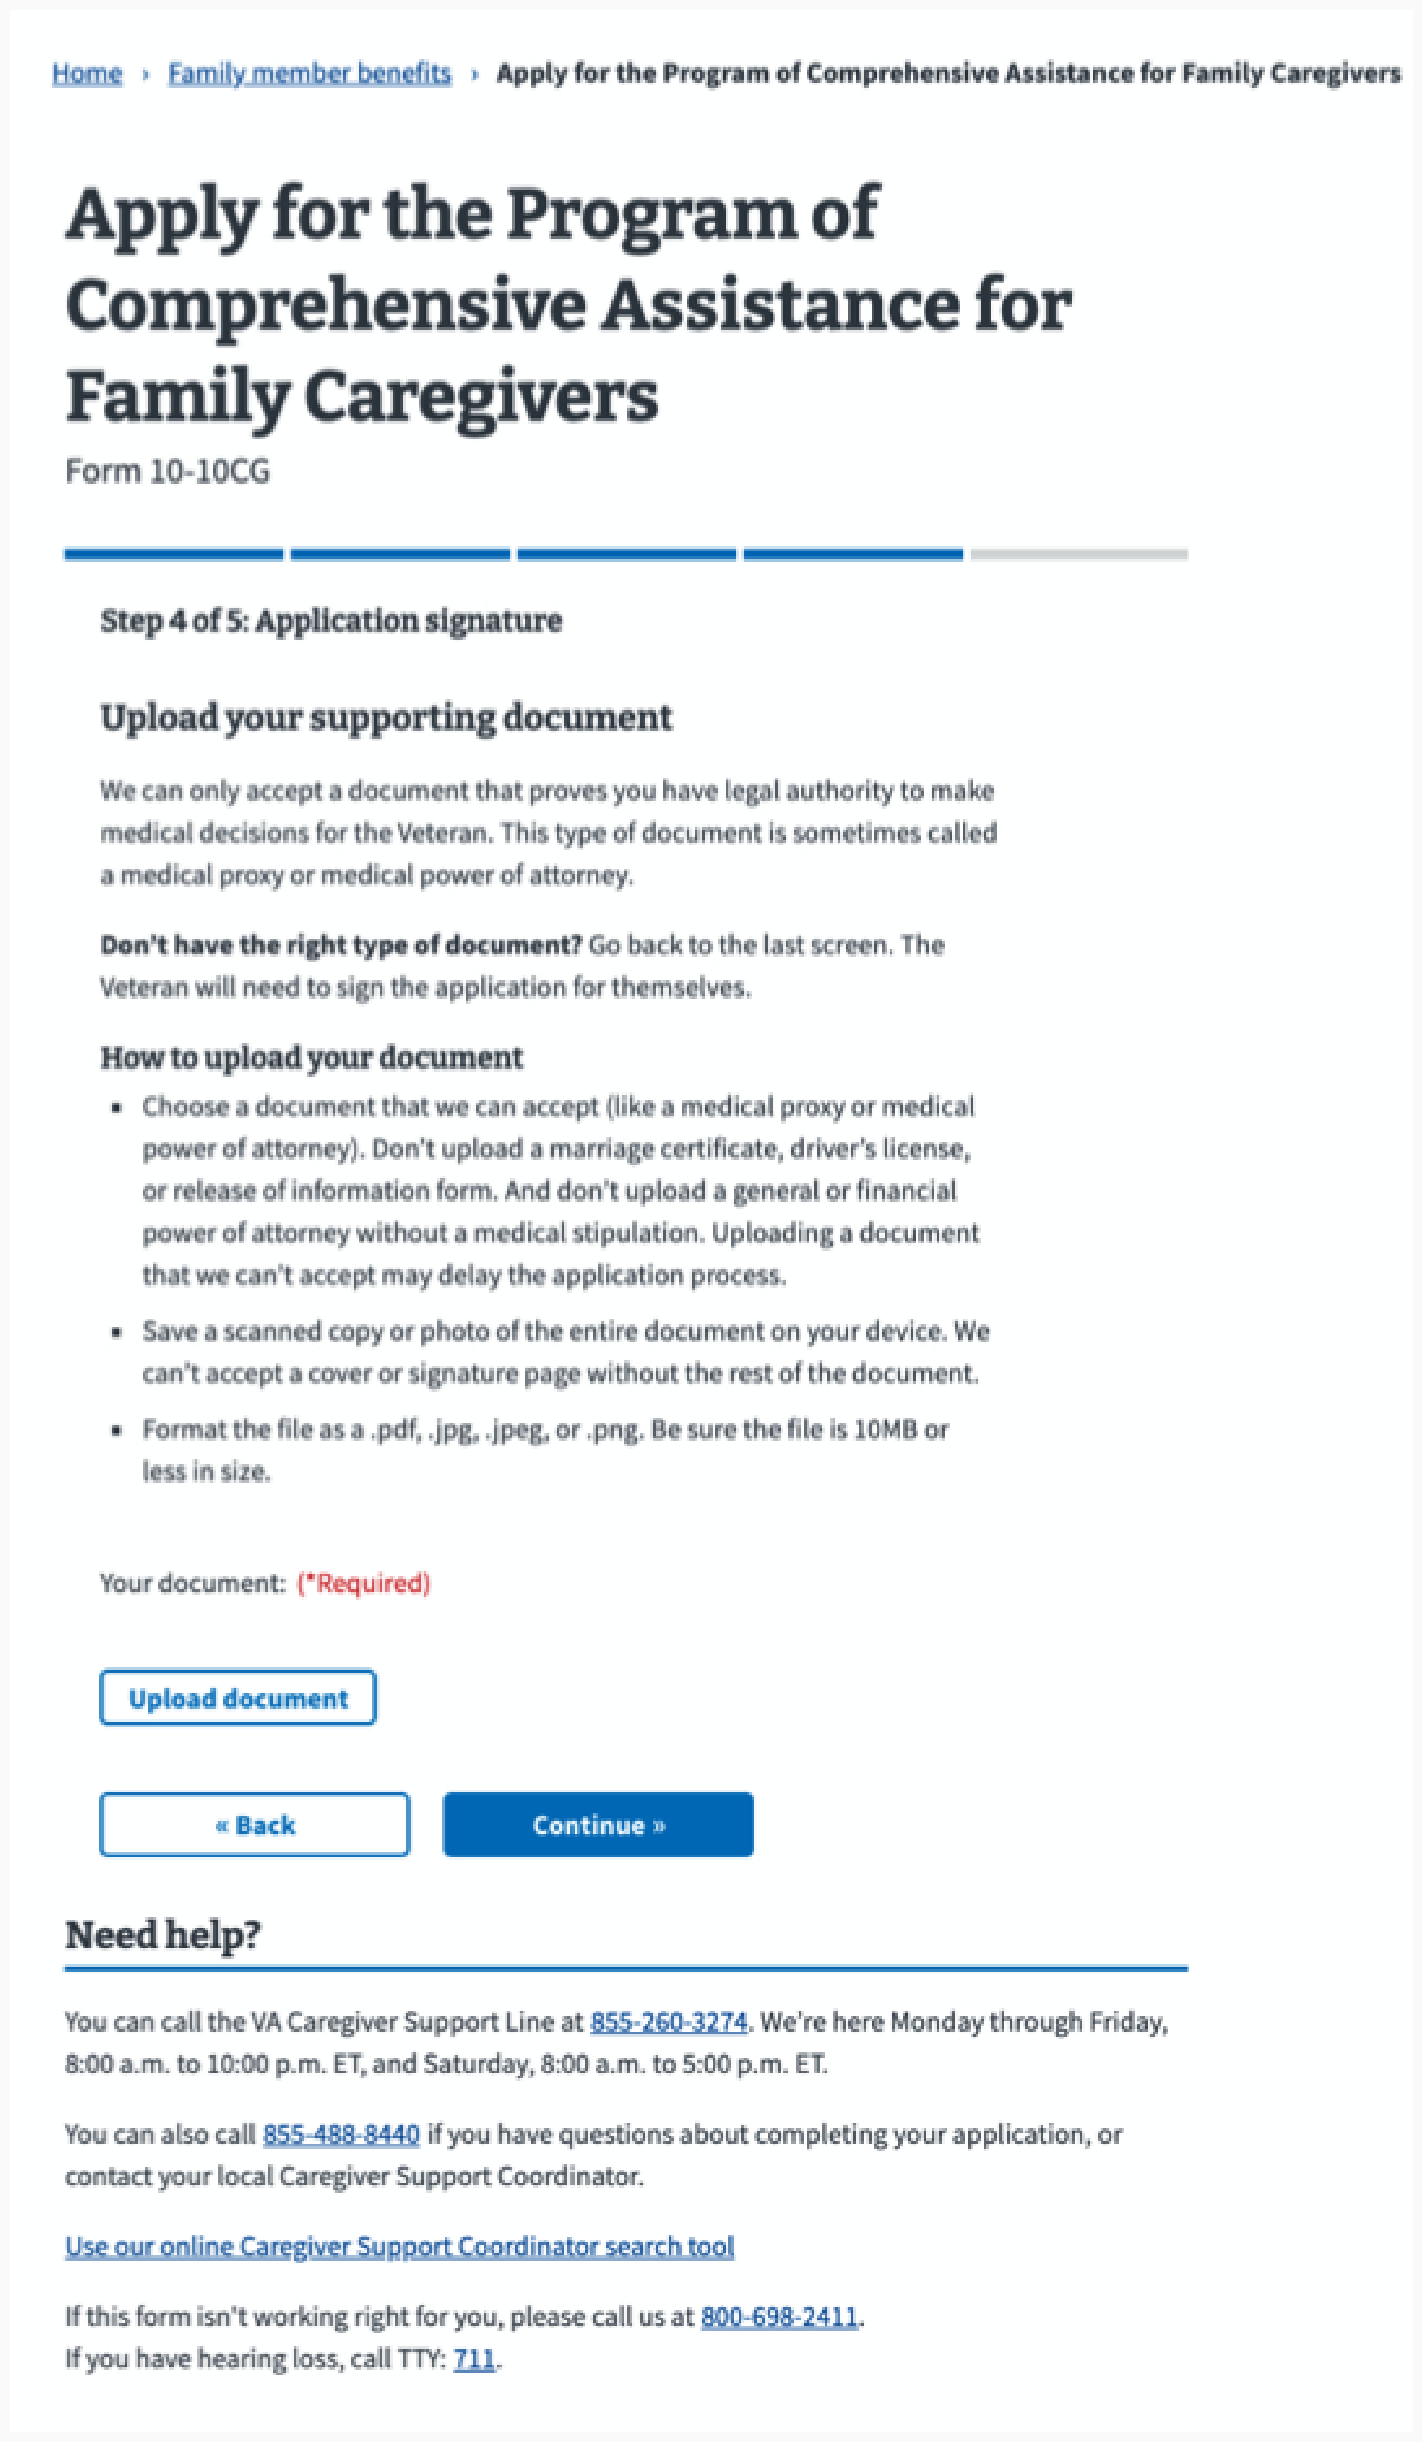 Home › Family member benefits › Apply for the Program of Comprehensive Assistance for Family Caregivers
Apply for the Program of
Comprehensive Assistance for
Family Caregivers
Form 10-10CG
Step 4 of 5: Application signature
Upload your supporting document
We can only accept a document that proves you have legal authority to make
medical decisions for the Veteran. This type of document is sometimes called
a medical proxy or medical power of attorney.
Don't have the right type of document? Go back to the last screen. The
Veteran will need to sign the application for themselves.
How to upload your document
▪ Choose a document that we can accept (like a medical proxy or medical
power of attorney). Don't upload a marriage certificate, driver's license,
or release of information form. And don't upload a general or financial
power of attorney without a medical stipulation. Uploading a document
that we can't accept may delay the application process.
▪ Save a scanned copy or photo of the entire document on your device. We
can't accept a cover or signature page without the rest of the document.
▪ Format the file as a .pdf, .jpg, .jpeg, or .png. Be sure the file is 10MB or
less in size.
Your document: (*Required)
Upload document
« Back Continue »
Need help?
You can call the VA Caregiver Support Line at 855-260-3274. We're here Monday through Friday,
8:00 a.m. to 10:00 p.m. ET, and Saturday, 8:00 a.m. to 5:00 p.m. ET.
You can also call 855-488-8440 if you have questions about completing your application, or
contact your local Caregiver Support Coordinator.
Use our online Caregiver Support Coordinator search tool
If this form isn't working right for you, please call us at 800-698-2411.
If you have hearing loss, call TTY: 711.